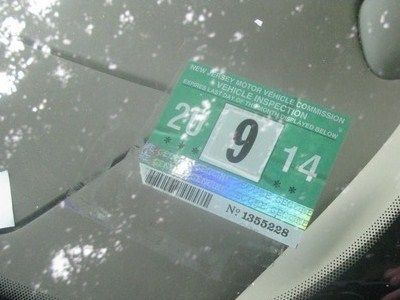 NEW JERSEY MOTOR VEHICLE COMMISSION
VEHICLE INSPECTION
EXPIRES LAST DAY OF THE MONTH DISPLAYED BELOW
20 9 14
No 1355228